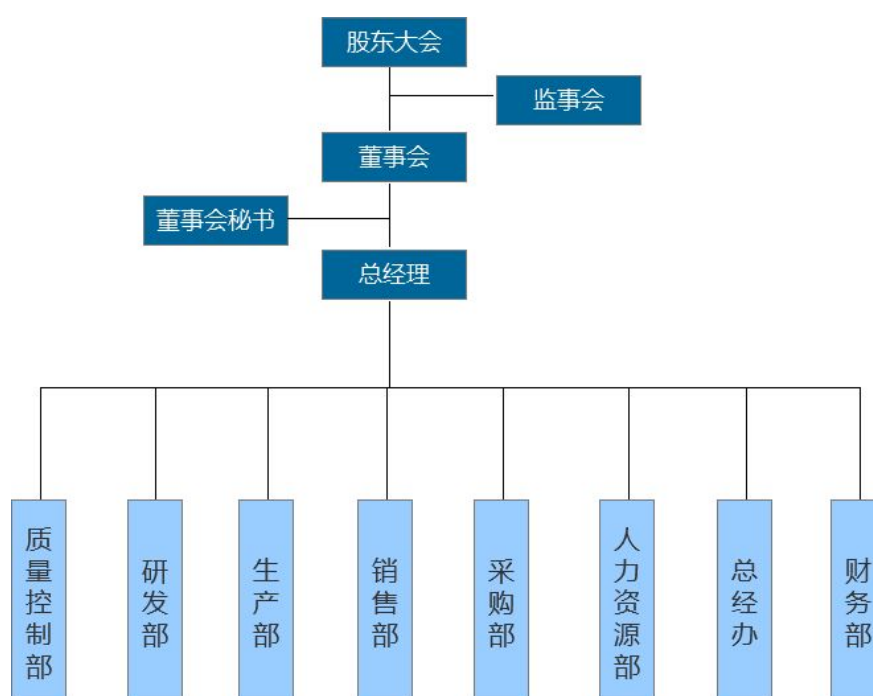 股东大会
监事会
董事会
董事会秘书
总经理
质量控制部
研发部
生产部
销售部
采购部
人力资源部
总经办
财务部